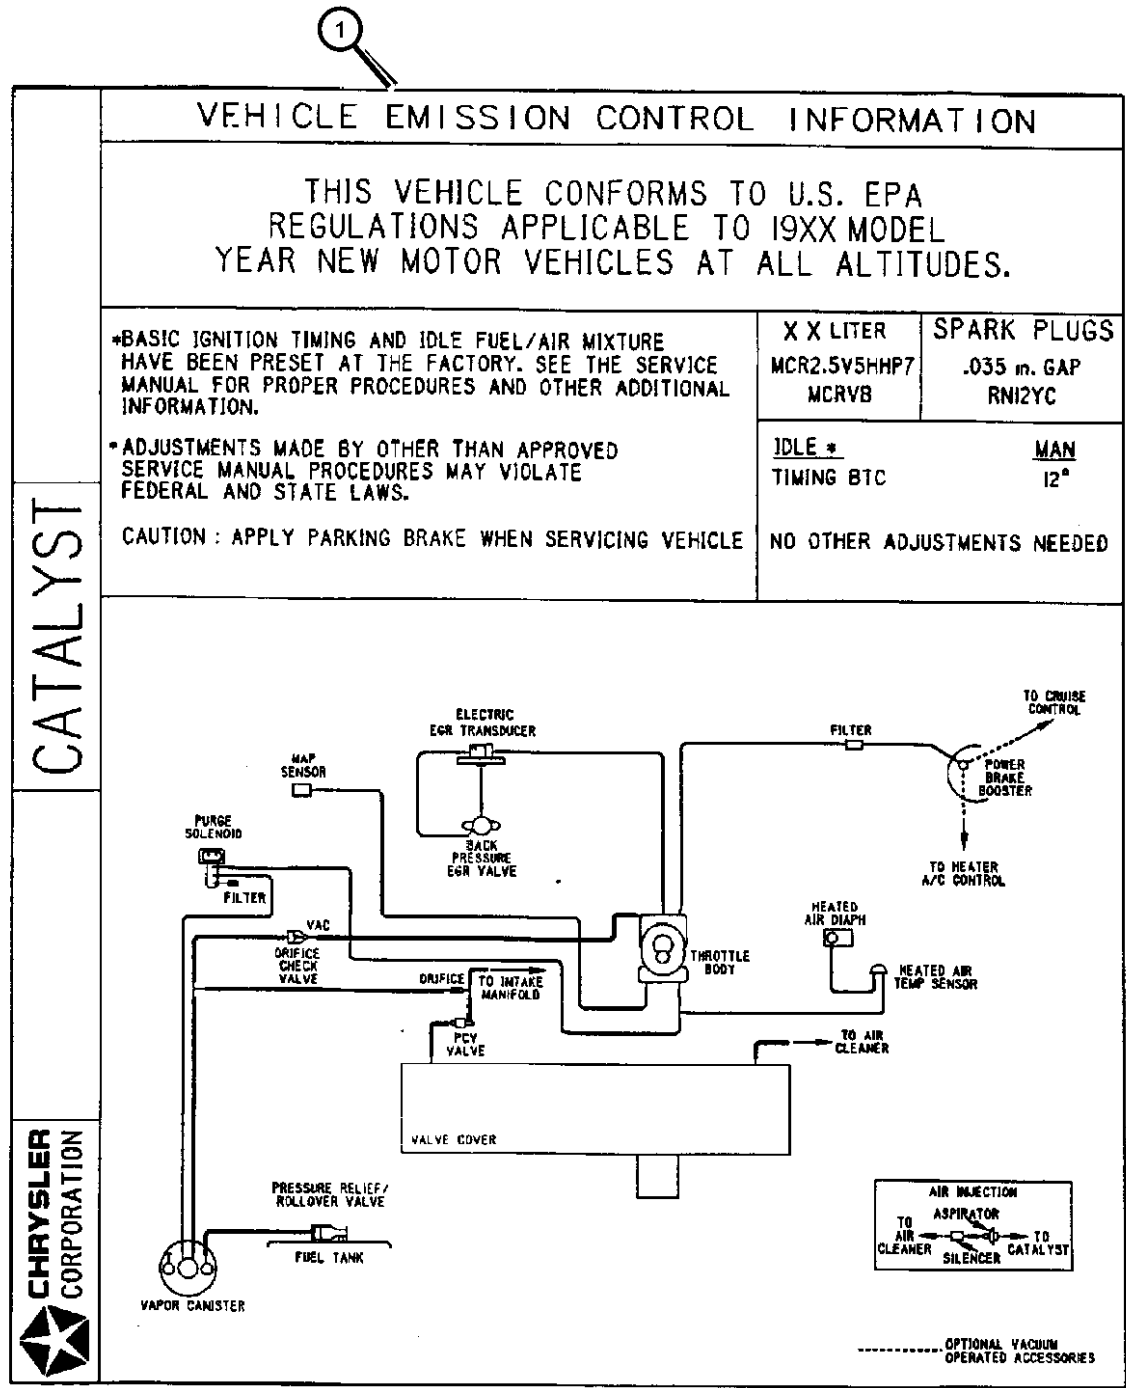 1
VEHICLE EMISSION CONTROL INFORMATION
THIS VEHICLE CONFORMS TO U.S. EPA
REGULATIONS APPLICABLE TO 19XX MODEL
YEAR NEW MOTOR VEHICLES AT ALL ALTITUDES.
*BASIC IGNITION TIMING AND IDLE FUEL/AIR MIXTURE
HAVE BEEN PRESET AT THE FACTORY. SEE THE SERVICE
MANUAL FOR PROPER PROCEDURES AND OTHER ADDITIONAL
INFORMATION.
*ADJUSTMENTS MADE BY OTHER THAN APPROVED
SERVICE MANUAL PROCEDURES MAY VIOLATE
FEDERAL AND STATE LAWS.
CAUTION : APPLY PARKING BRAKE WHEN SERVICING VEHICLE
X X LITER
MCR2.5V5HHP7
MCRVB
SPARK PLUGS
.035 in. GAP
RN12YC
IDLE * MAN
TIMING BTC 12°
NO OTHER ADJUSTMENTS NEEDED
CATALYST
CHRYSLER
CORPORATION
ELECTRIC
EGR TRANSDUCER
MAP
SENSOR
PURGE
SOLENOID
FILTER
BACK
PRESSURE
EGR VALVE
FILTER
TO CRUISE
CONTROL
POWER
BRAKE
BOOSTER
TO HEATER
A/C CONTROL
HEATED
AIR DIAPH
HEATED AIR
TEMP SENSOR
THROTTLE
BODY
VAC
ORIFICE
CHECK
VALVE
ORIFICE
TO INTAKE
MANIFOLD
PCV
VALVE
TO AIR
CLEANER
VALVE COVER
PRESSURE RELIEF/
ROLLOVER VALVE
FUEL TANK
VAPOR CANISTER
AIR INJECTION
ASPIRATOR
TO
AIR
CLEANER
SILENCER
TO
CATALYST
OPTIONAL VACUUM
OPERATED ACCESSORIES